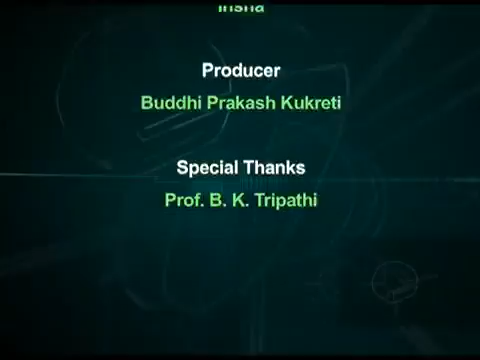 Producer
Buddhi Prakash Kukreti
Special Thanks
Prof. B. K. Tripathi